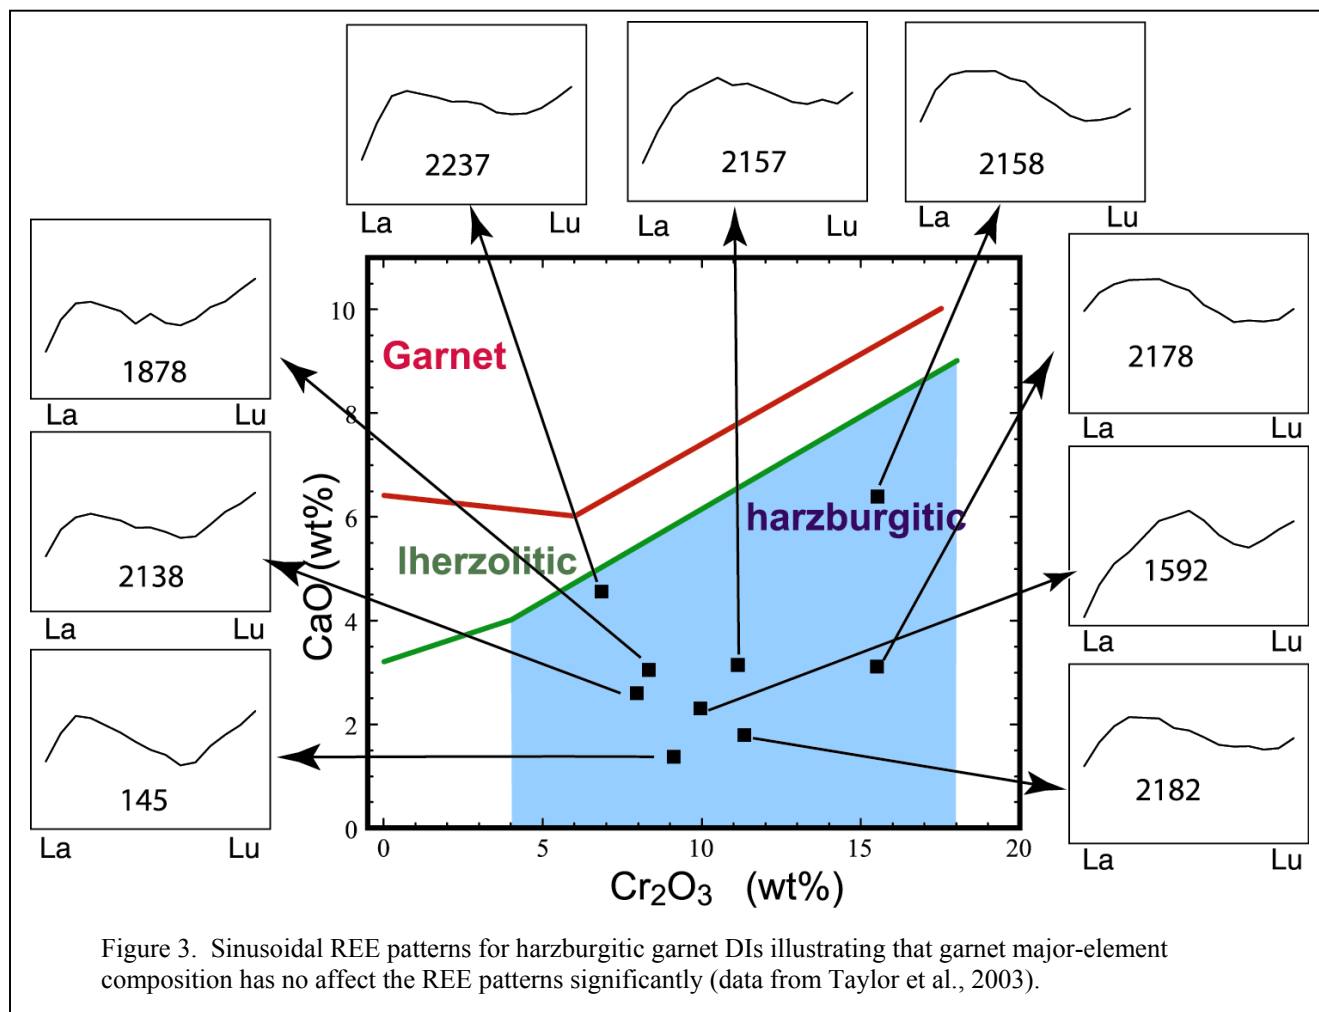 2237
La Lu
2157
La Lu
2158
La Lu
1878
La Lu
2138
La Lu
145
La Lu
2178
La Lu
1592
La Lu
2182
La Lu
Garnet
lherzolitic
harzburgitic
CaO (wt%)
10
8
6
4
2
0
0 5 10 15 20
Cr₂O₃ (wt%)
Figure 3. Sinusoidal REE patterns for harzburgitic garnet DIs illustrating that garnet major-element
composition has no affect the REE patterns significantly (data from Taylor et al., 2003).